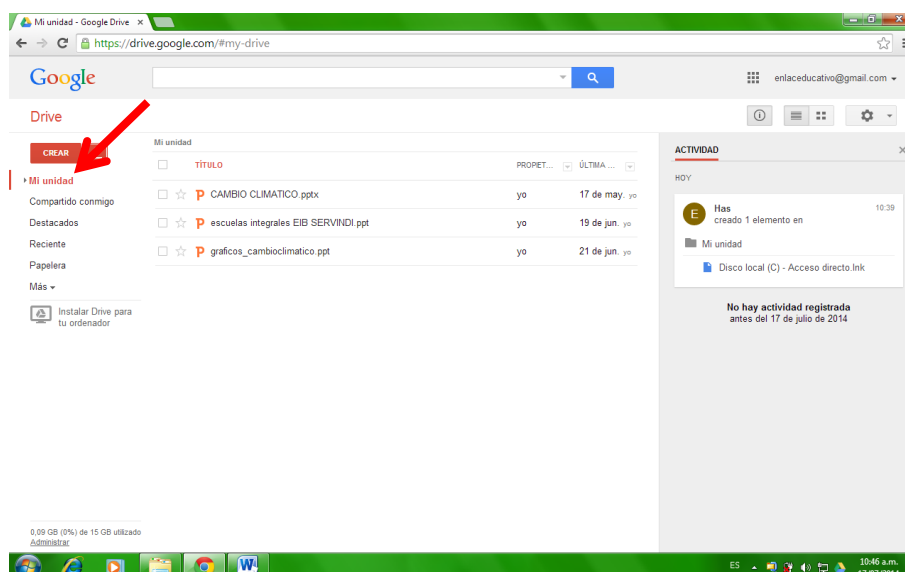 Mi unidad - Google Drive
https://drive.google.com/#my-drive
Google
enlaceducativo@gmail.com
Drive
CREAR
Mi unidad
Compartido conmigo
Destacados
Reciente
Papelera
Más
Instalar Drive para
tu ordenador
0,09 GB (0%) de 15 GB utilizado
Administrar
Mi unidad
TÍTULO PROPIET... ÚLTIMA ...
P CAMBIO CLIMATICO.pptx yo 17 de may. yo
P escuelas integrales EIB SERVINDI.ppt yo 19 de jun. yo
P graficos_cambioclimatico.ppt yo 21 de jun. yo
ACTIVIDAD
HOY
E Has 10:39
creado 1 elemento en
Mi unidad
Disco local (C) - Acceso directo.lnk
No hay actividad registrada
antes del 17 de julio de 2014
W
ES 10:46 a.m.
17/07/2014